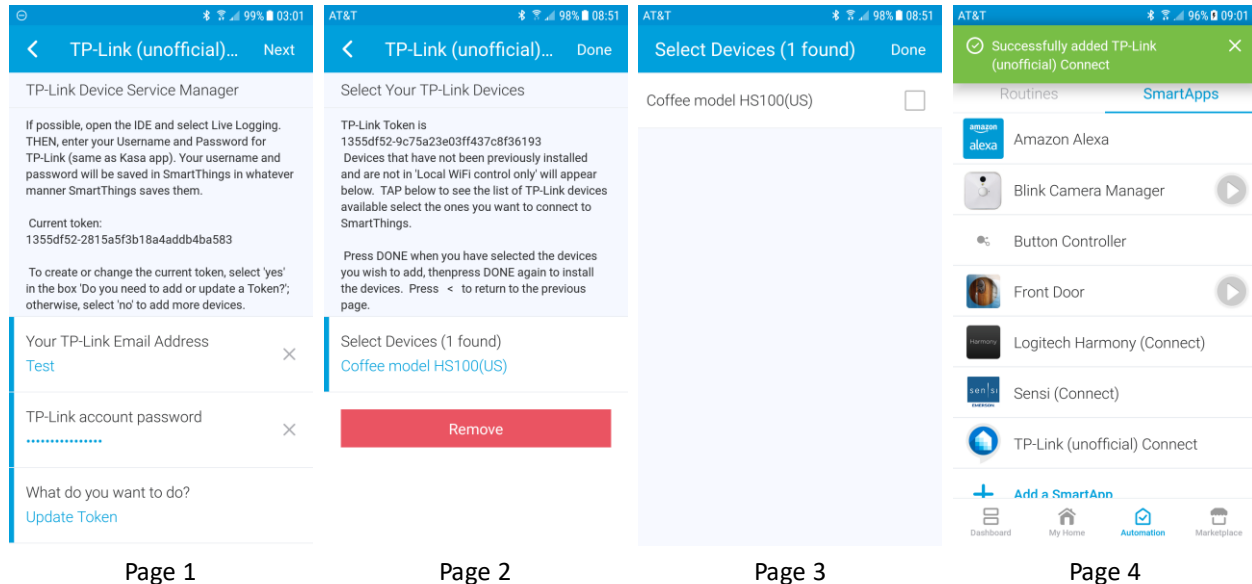 99% 03:01
TP-Link (unofficial)... Next
TP-Link Device Service Manager
If possible, open the IDE and select Live Logging.
THEN, enter your Username and Password for
TP-Link (same as Kasa app). Your username and
password will be saved in SmartThings in whatever
manner SmartThings saves them.
Current token:
1355df52-2815a5f3b18a4addb4ba583
To create or change the current token, select 'yes'
in the box 'Do you need to add or update a Token?';
otherwise, select 'no' to add more devices.
Your TP-Link Email Address
Test
TP-Link account password
What do you want to do?
Update Token
Page 1
AT&T 98% 08:51
TP-Link (unofficial)... Done
Select Your TP-Link Devices
TP-Link Token is
1355df52-9c75a23e03ff437c8f36193
Devices that have not been previously installed
and are not in 'Local WiFi control only' will appear
below. TAP below to see the list of TP-Link devices
available select the ones you want to connect to
SmartThings.
Press DONE when you have selected the devices
you wish to add, thenpress DONE again to install
the devices. Press < to return to the previous
page.
Select Devices (1 found)
Coffee model HS100(US)
Remove
Page 2
AT&T 98% 08:51
Select Devices (1 found) Done
Coffee model HS100(US)
Page 3
AT&T 96% 09:01
Successfully added TP-Link
(unofficial) Connect
Routines SmartApps
amazon
alexa
Amazon Alexa
Blink Camera Manager
Button Controller
Front Door
Harmony
Logitech Harmony (Connect)
sensi
EMERSON
Sensi (Connect)
TP-Link (unofficial) Connect
Add a SmartApp
Dashboard My Home Automation Marketplace
Page 4